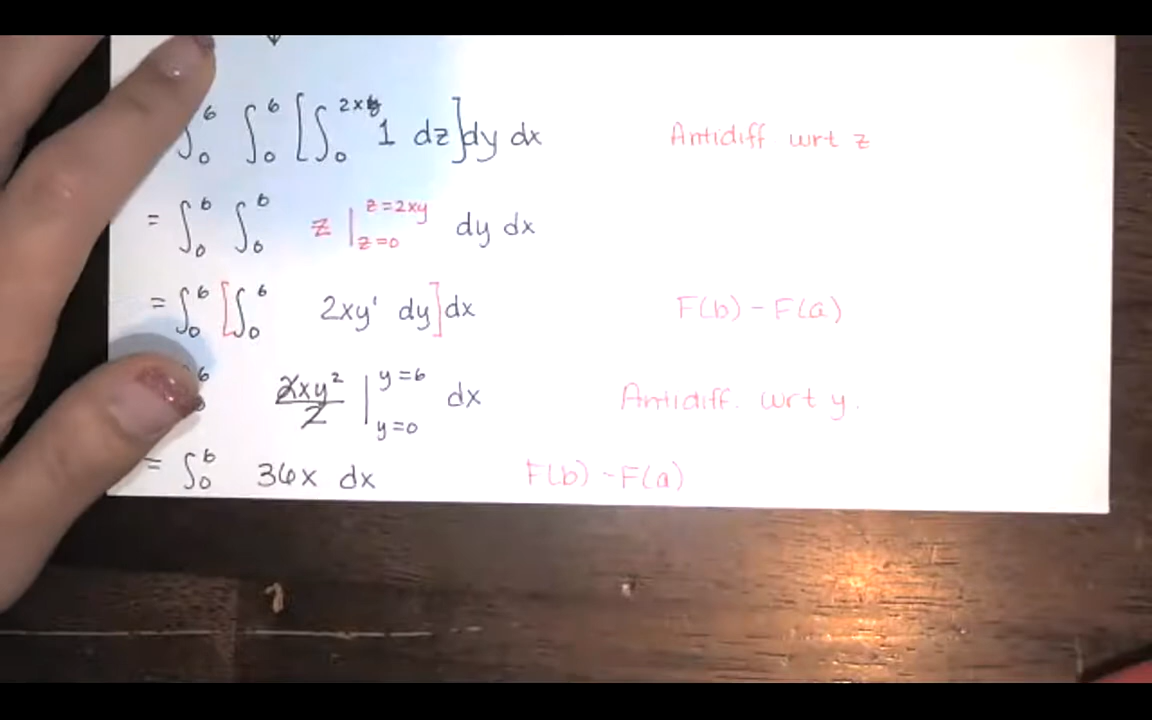 ∫₀⁶ ∫₀⁶ [∫₀^2xy 1 dz] dy dx Antidiff wrt z
= ∫₀⁶ ∫₀⁶ z |_{z=0}^{z=2xy} dy dx
= ∫₀⁶ [∫₀⁶ 2xy¹ dy] dx F(b) - F(a)
2xy²/2 |_{y=0}^{y=6} dx Antidiff. wrt y.
= ∫₀⁶ 36x dx F(b) - F(a)